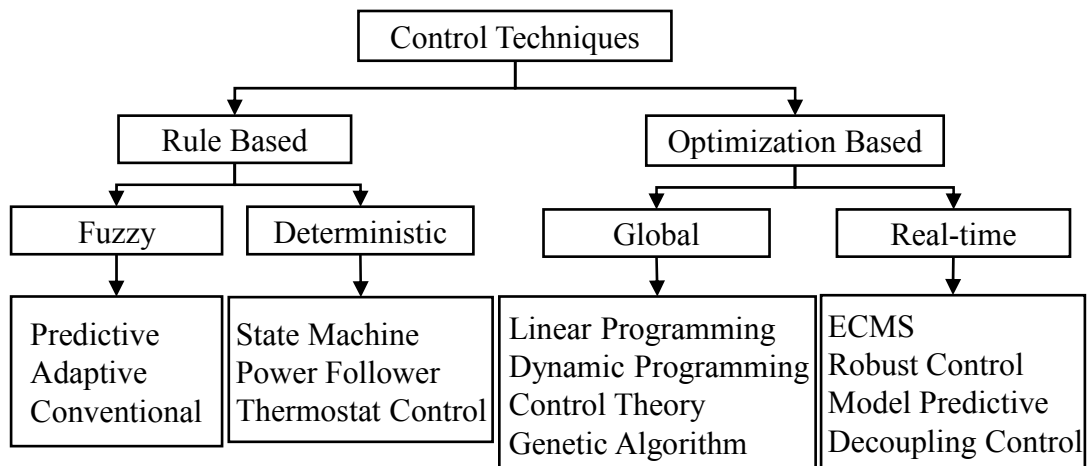 Control Techniques
Rule Based
Optimization Based
Fuzzy
Deterministic
Global
Real-time
Predictive
Adaptive
Conventional
State Machine
Power Follower
Thermostat Control
Linear Programming
Dynamic Programming
Control Theory
Genetic Algorithm
ECMS
Robust Control
Model Predictive
Decoupling Control